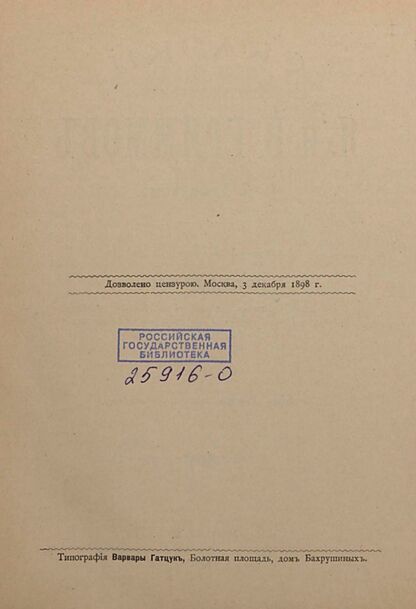 Дозволено цензурою. Москва, 3 декабря 1898 г.
РОССИЙСКАЯ
ГОСУДАРСТВЕННАЯ
БИБЛИОТЕКА
25916-0
Типографія Варвары Гатцукъ, Болотная площадь, домъ Бахрушиныхъ.